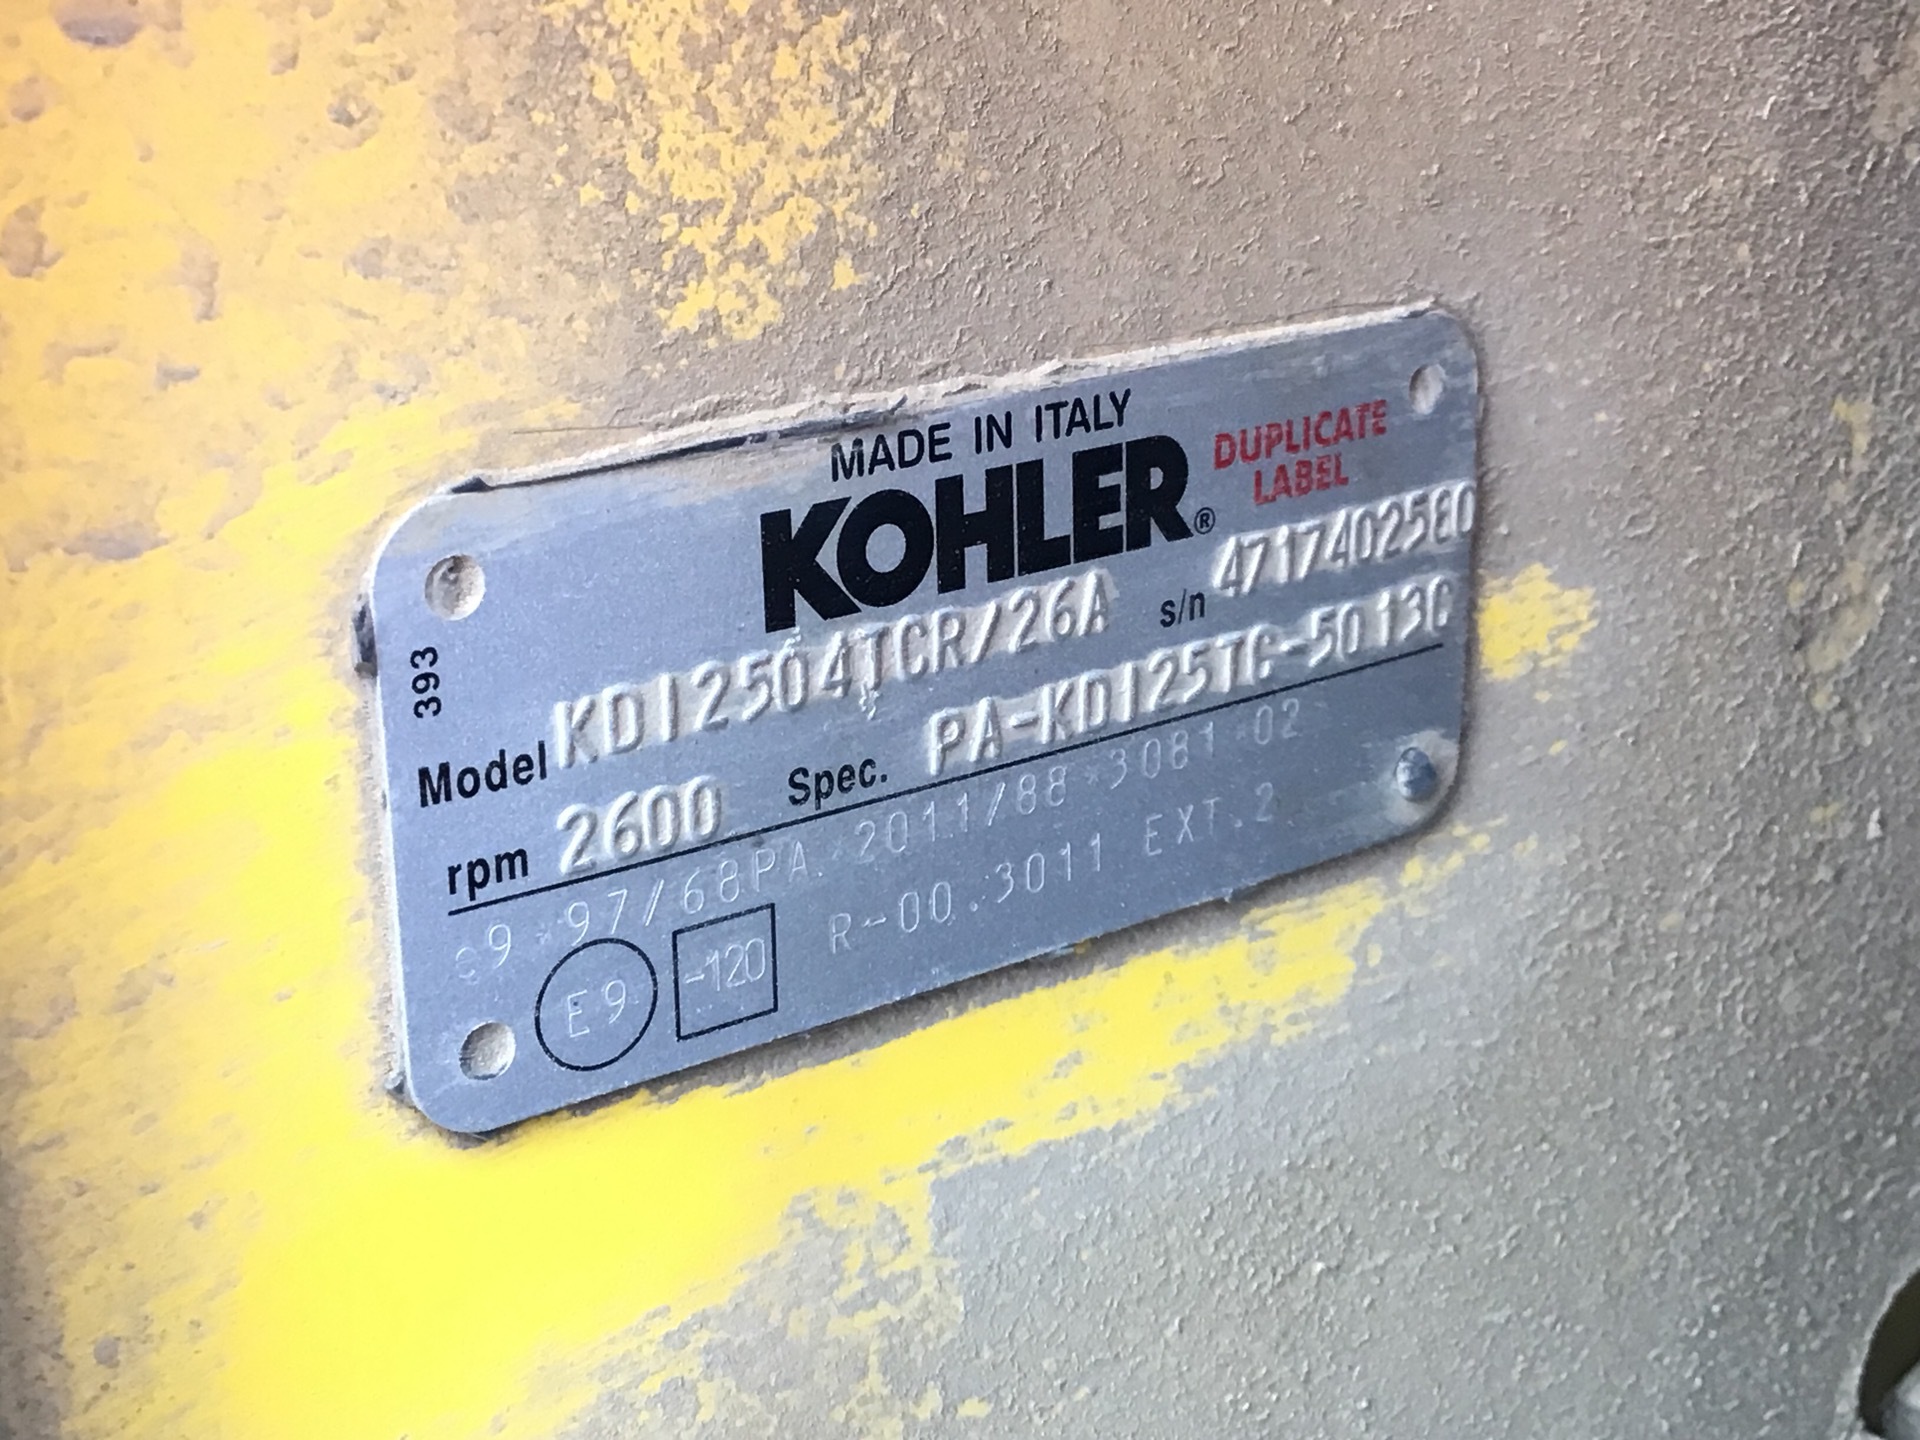 MADE IN ITALY
KOHLER®
DUPLICATE
LABEL
393
Model KDI2504TCR/26A s/n 4717402580
rpm 2600 Spec. PA-KDI25TC-5013C
e9*97/68PA*2011/88*3081*02
E9 -120 R-00.3011 EXT.2